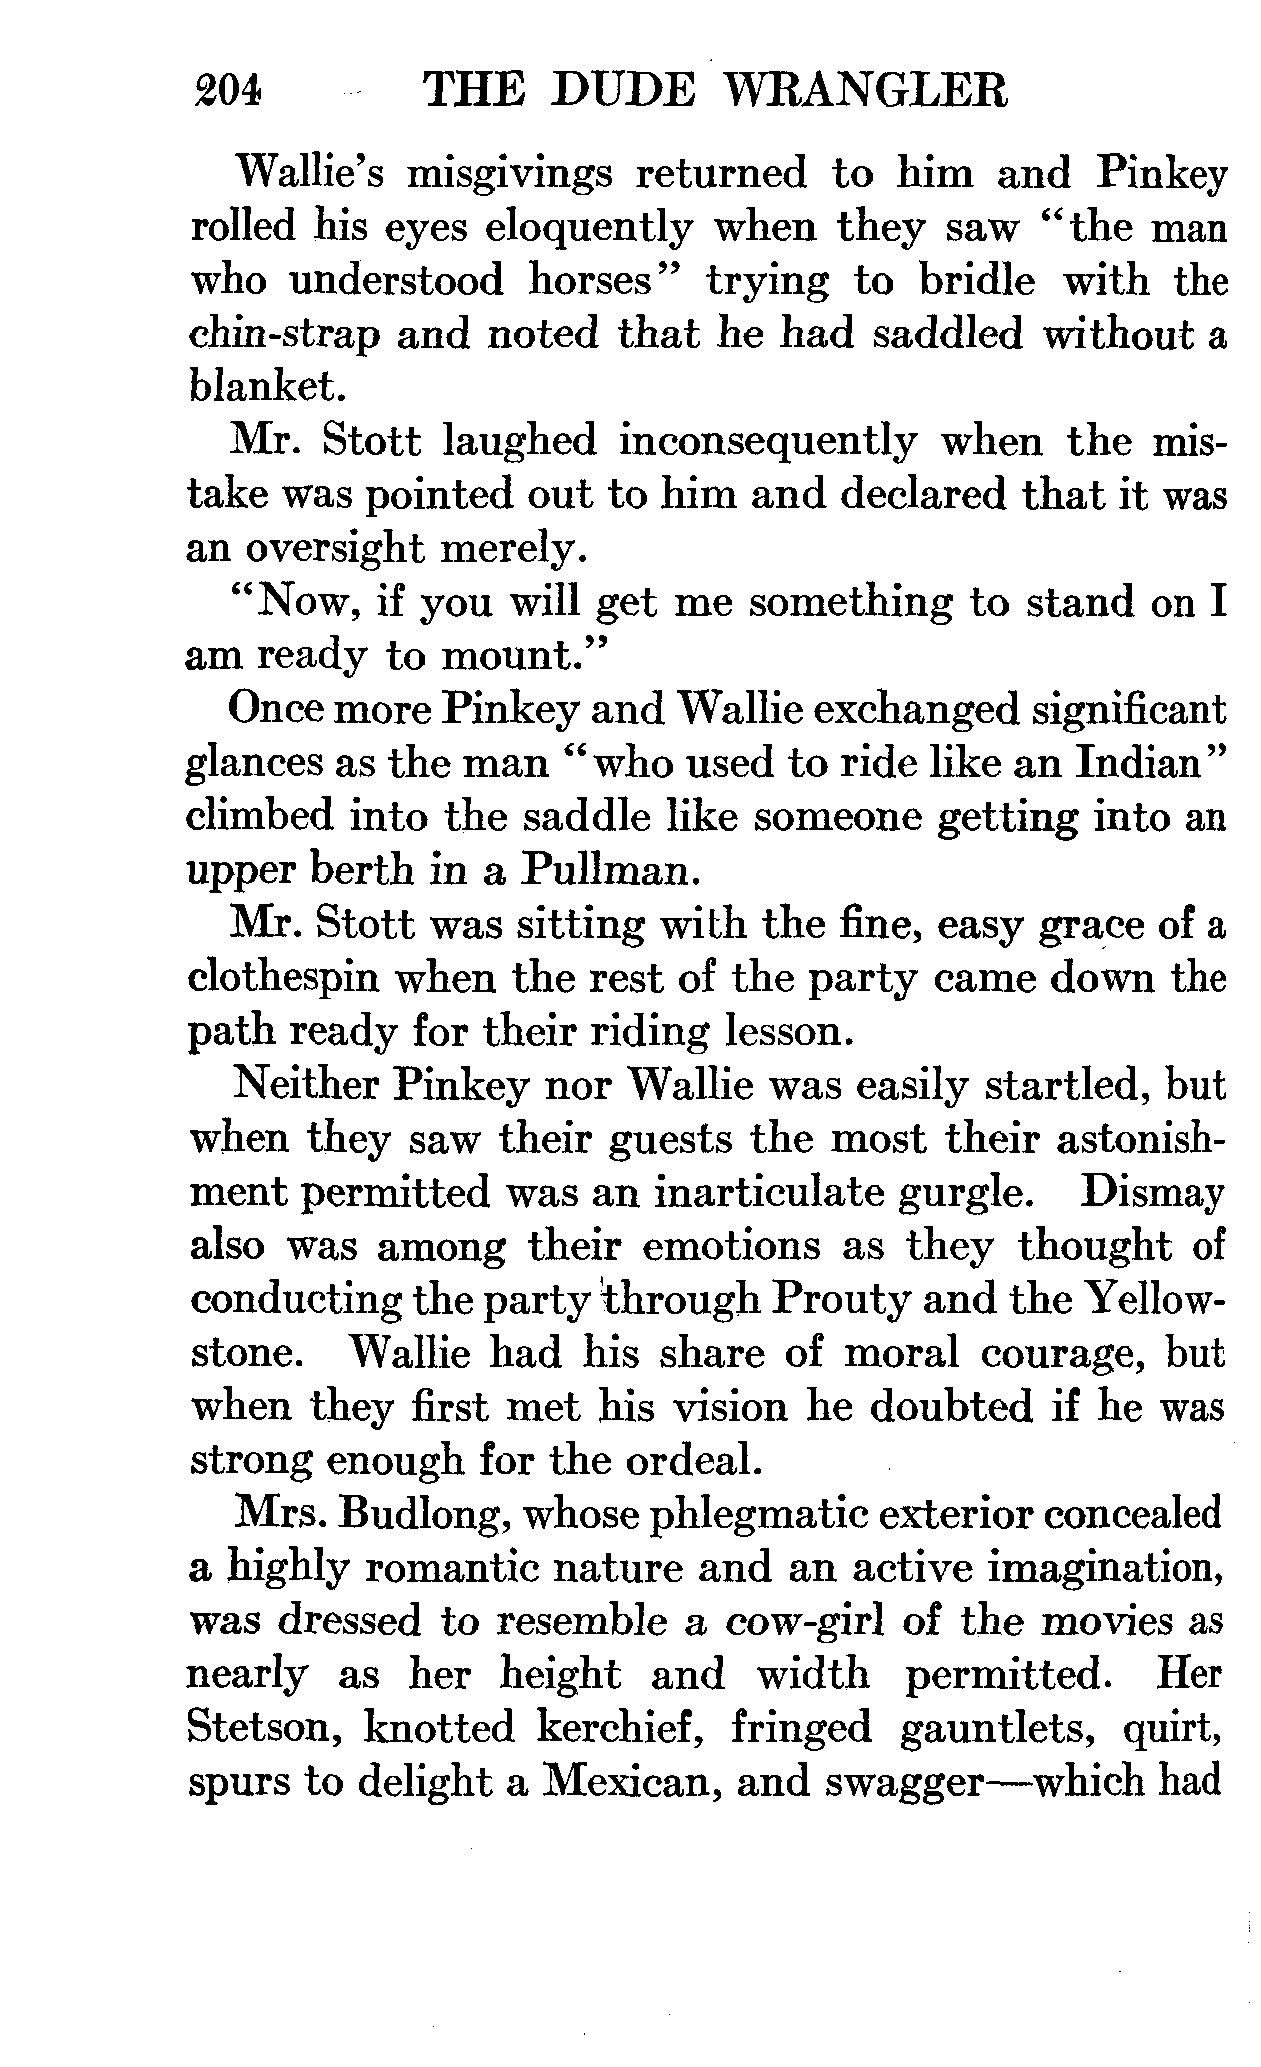 204 THE DUDE WRANGLER
Wallie's misgivings returned to him and Pinkey
rolled his eyes eloquently when they saw "the man
who understood horses" trying to bridle with the
chin-strap and noted that he had saddled without a
blanket.
Mr. Stott laughed inconsequently when the mis-
take was pointed out to him and declared that it was
an oversight merely.
"Now, if you will get me something to stand on I
am ready to mount."
Once more Pinkey and Wallie exchanged significant
glances as the man "who used to ride like an Indian"
climbed into the saddle like someone getting into an
upper berth in a Pullman.
Mr. Stott was sitting with the fine, easy grace of a
clothespin when the rest of the party came down the
path ready for their riding lesson.
Neither Pinkey nor Wallie was easily startled, but
when they saw their guests the most their astonish-
ment permitted was an inarticulate gurgle. Dismay
also was among their emotions as they thought of
conducting the party through Prouty and the Yellow-
stone. Wallie had his share of moral courage, but
when they first met his vision he doubted if he was
strong enough for the ordeal.
Mrs. Budlong, whose phlegmatic exterior concealed
a highly romantic nature and an active imagination,
was dressed to resemble a cow-girl of the movies as
nearly as her height and width permitted. Her
Stetson, knotted kerchief, fringed gauntlets, quirt,
spurs to delight a Mexican, and swagger—which had